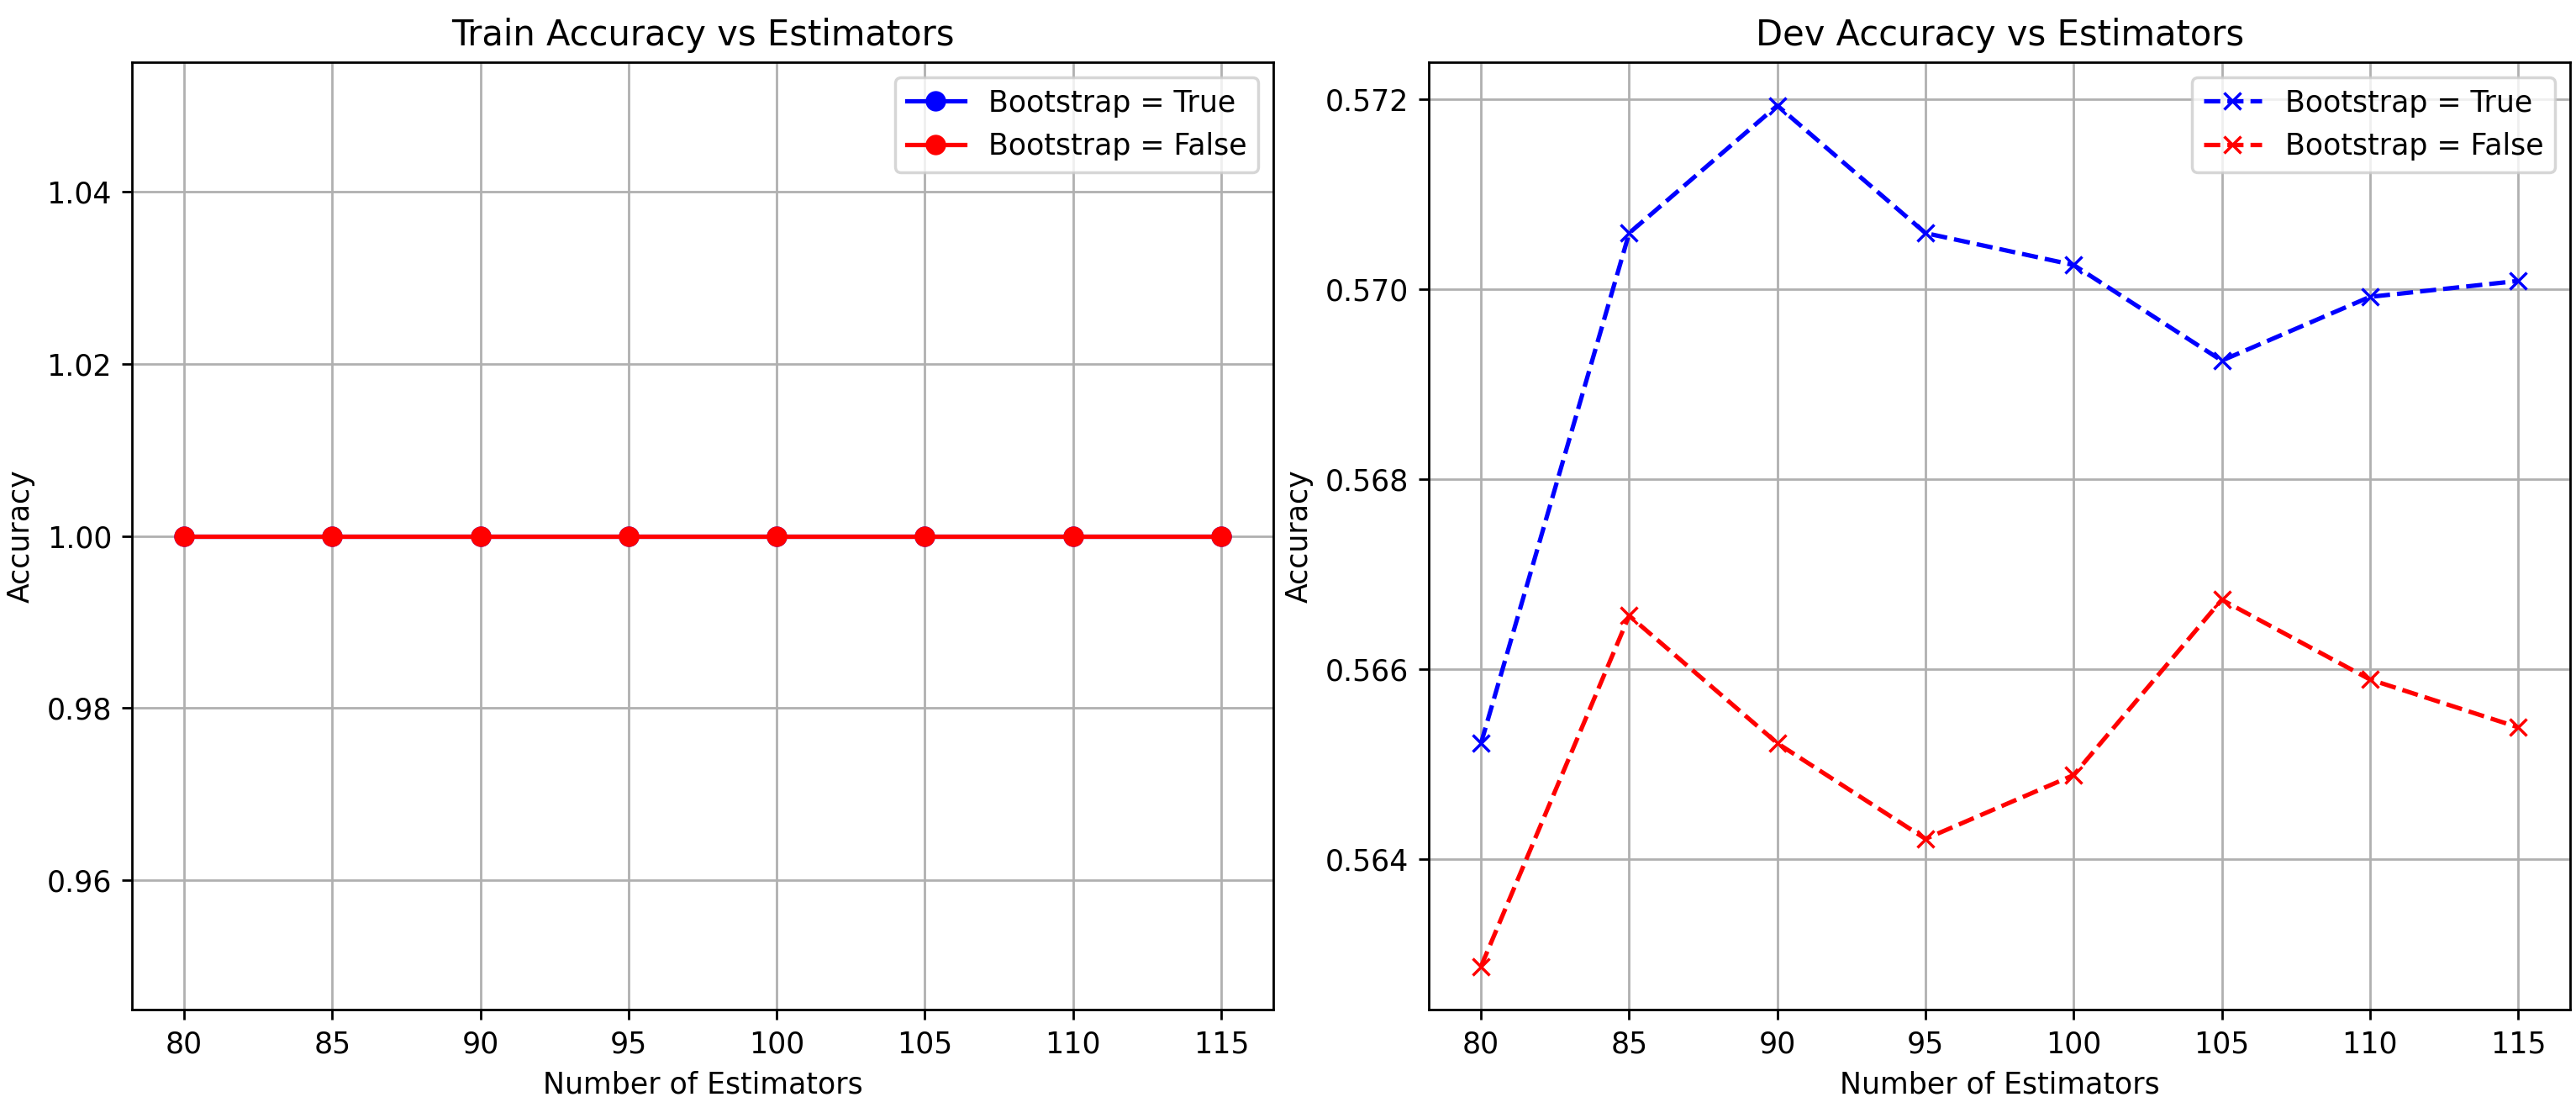 Train Accuracy vs Estimators
Bootstrap = True
Bootstrap = False
1.04
1.02
1.00
0.98
0.96
Accuracy
80 85 90 95 100 105 110 115
Number of Estimators
Dev Accuracy vs Estimators
Bootstrap = True
Bootstrap = False
0.572
0.570
0.568
0.566
0.564
Accuracy
80 85 90 95 100 105 110 115
Number of Estimators